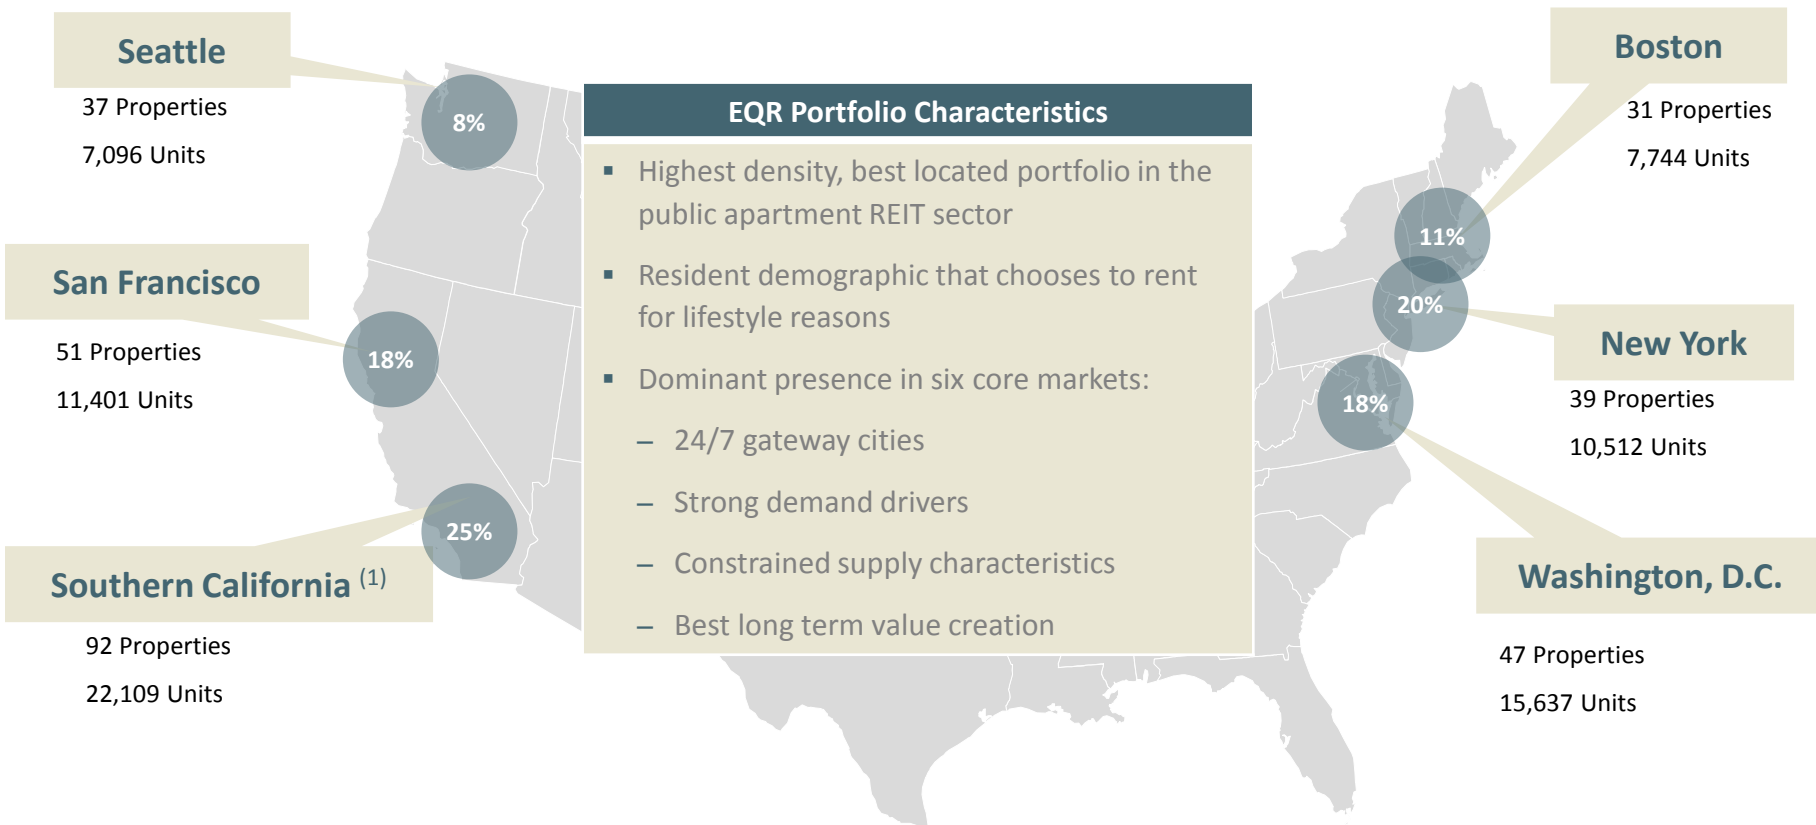 Seattle
37 Properties
7,096 Units
8%
San Francisco
51 Properties
11,401 Units
18%
Southern California (1)
92 Properties
22,109 Units
25%
EQR Portfolio Characteristics
▪ Highest density, best located portfolio in the
public apartment REIT sector
▪ Resident demographic that chooses to rent
for lifestyle reasons
▪ Dominant presence in six core markets:
– 24/7 gateway cities
– Strong demand drivers
– Constrained supply characteristics
– Best long term value creation
Boston
31 Properties
7,744 Units
11%
New York
39 Properties
10,512 Units
20%
Washington, D.C.
47 Properties
15,637 Units
18%